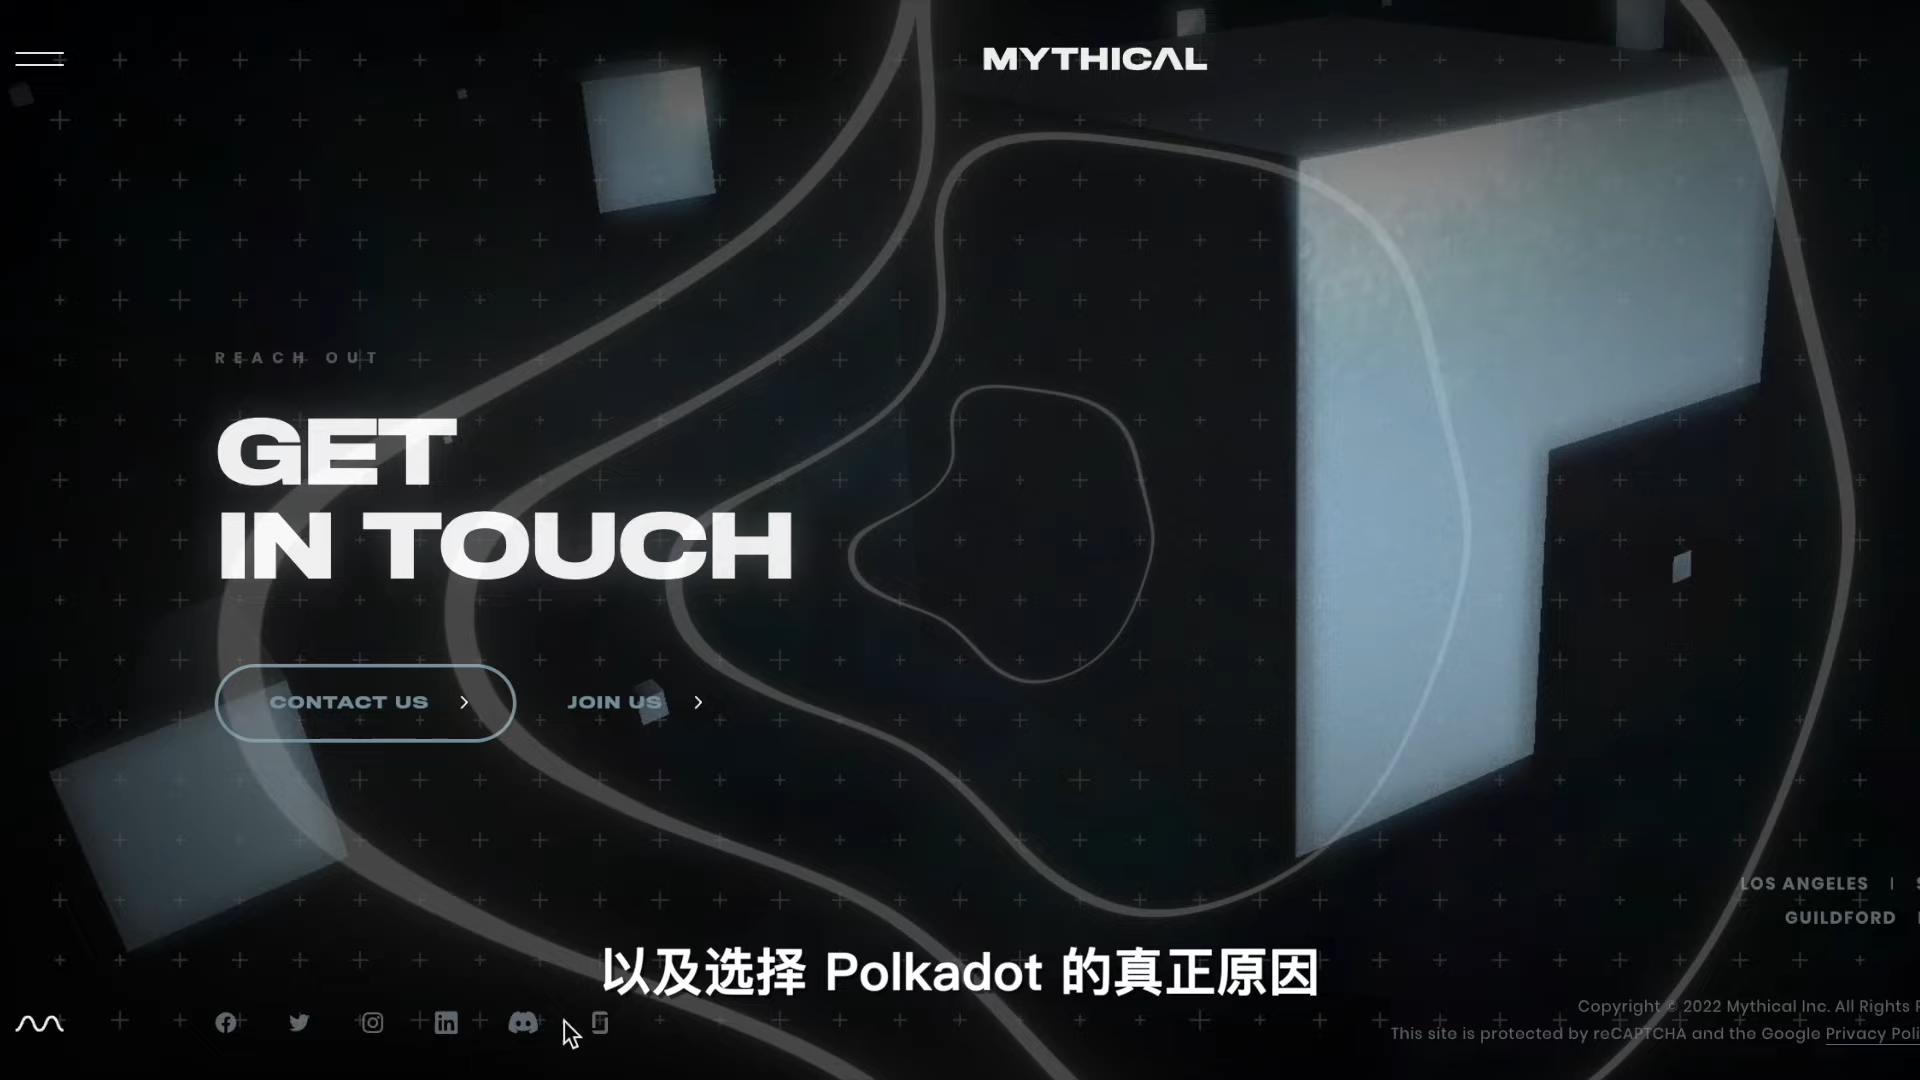 MYTHICAL
REACH OUT
GET
IN TOUCH
CONTACT US
JOIN US
LOS ANGELES |
GUILDFORD
以及选择 Polkadot 的真正原因
Copyright © 2022 Mythical Inc. All Rights
This site is protected by reCAPTCHA and the Google Privacy